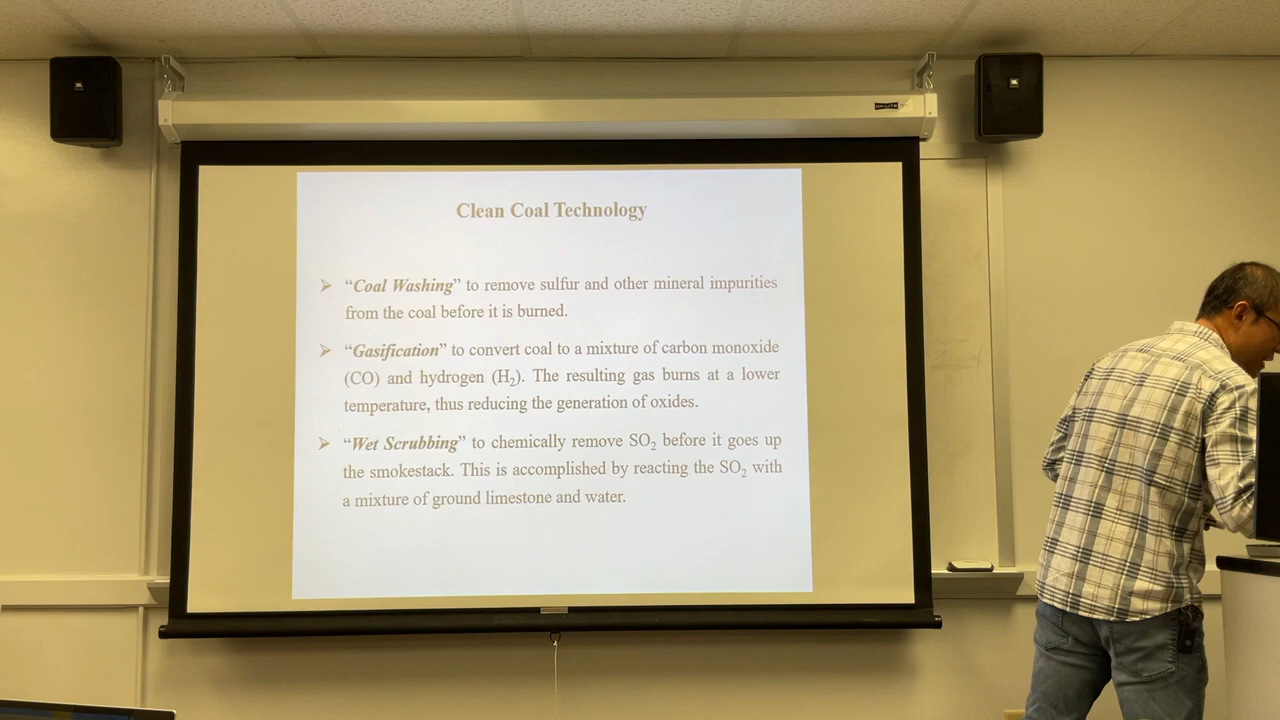 DA-LITE
Clean Coal Technology
➢ “Coal Washing” to remove sulfur and other mineral impurities
from the coal before it is burned.
➢ “Gasification” to convert coal to a mixture of carbon monoxide
(CO) and hydrogen (H₂). The resulting gas burns at a lower
temperature, thus reducing the generation of oxides.
➢ “Wet Scrubbing” to chemically remove SO₂ before it goes up
the smokestack. This is accomplished by reacting the SO₂ with
a mixture of ground limestone and water.